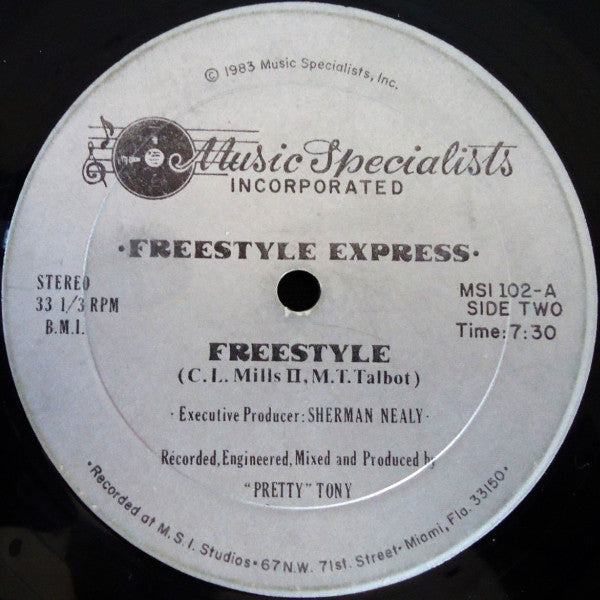 © 1983 Music Specialists, Inc.
Music Specialists
INCORPORATED
·FREESTYLE EXPRESS·
STEREO
33 1/3 RPM
B.M.I.
MSI 102-A
SIDE TWO
Time: 7:30
FREESTYLE
(C.L. Mills II, M.T. Talbot)
· Executive Producer: SHERMAN NEALY ·
Recorded, Engineered, Mixed and Produced by
"PRETTY" TONY
· Recorded at M.S.I. Studios · 67 N.W. 71st. Street - Miami, Fla. 33150 ·